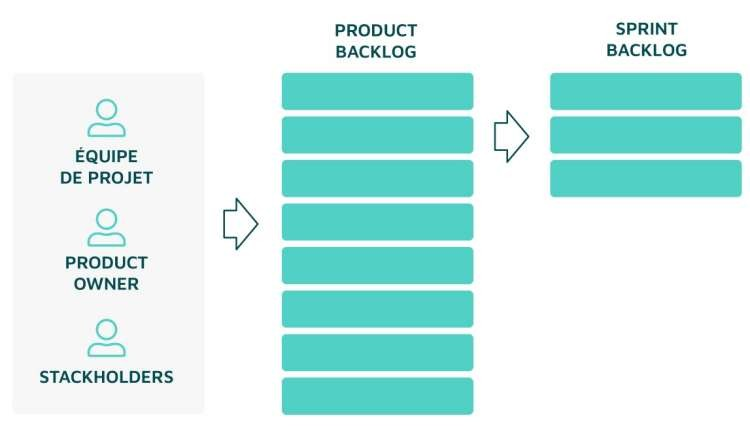 PRODUCT
BACKLOG
SPRINT
BACKLOG
ÉQUIPE
DE PROJET
PRODUCT
OWNER
STACKHOLDERS